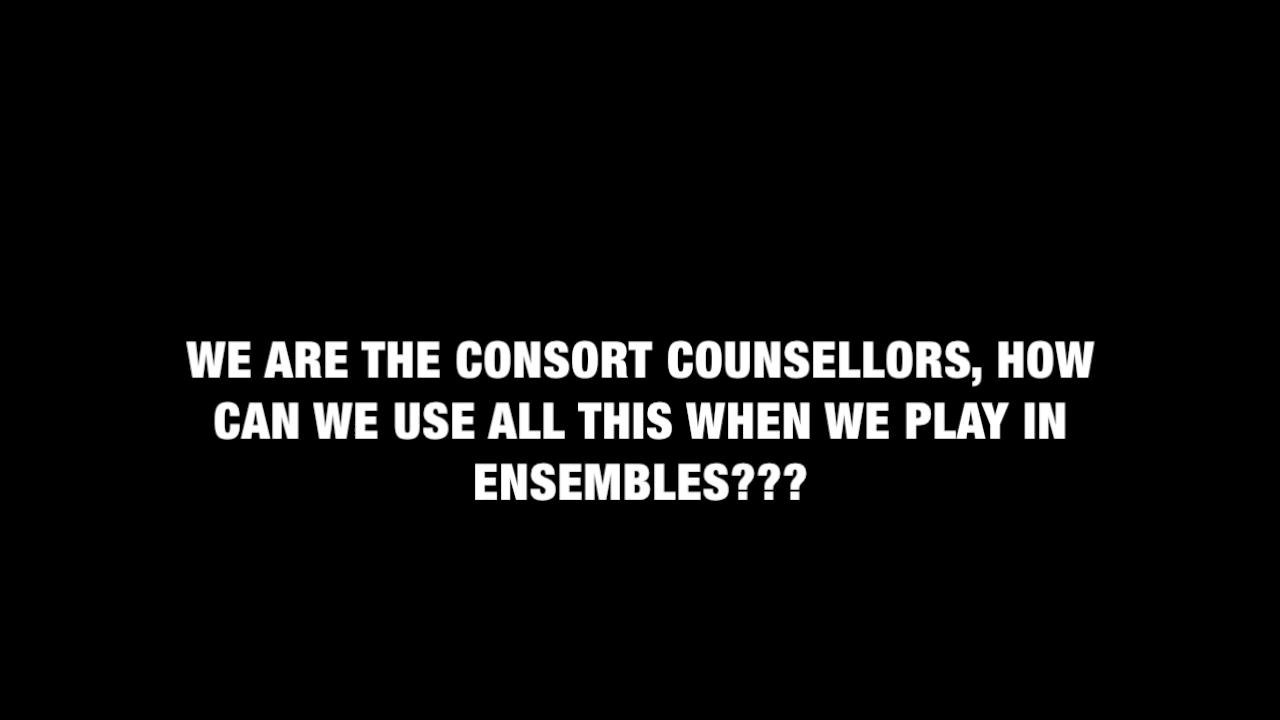 WE ARE THE CONSORT COUNSELLORS, HOW
CAN WE USE ALL THIS WHEN WE PLAY IN
ENSEMBLES???